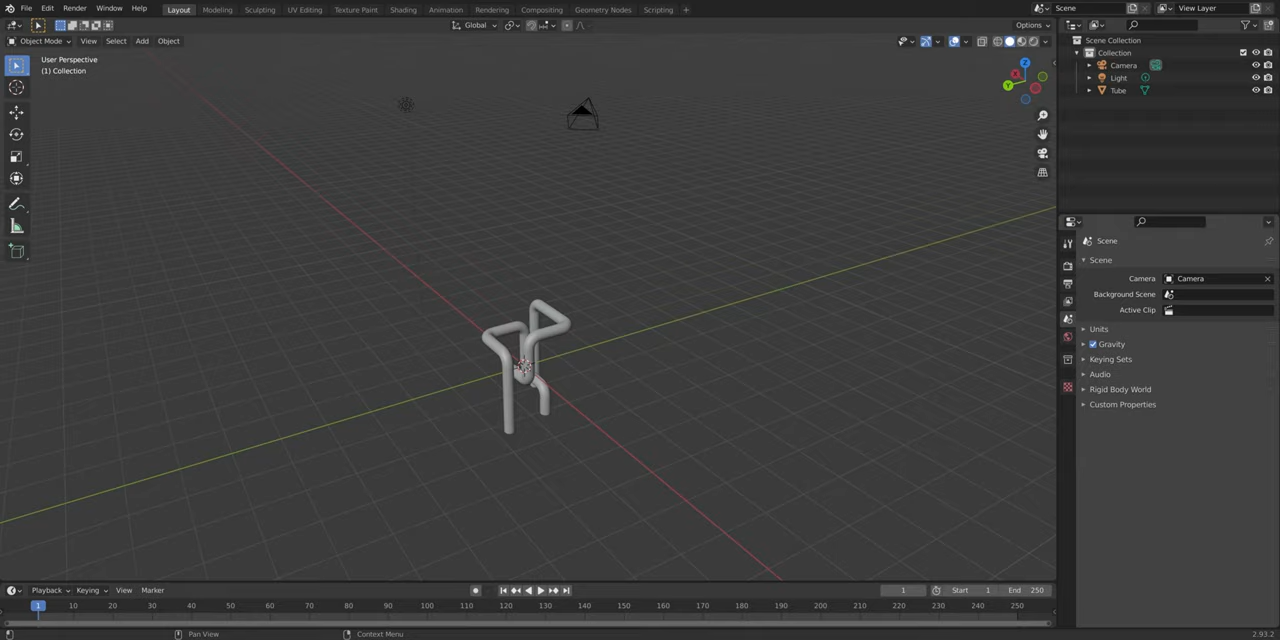 File Edit Render Window Help Layout Modeling Sculpting UV Editing Texture Paint Shading Animation Rendering Compositing Geometry Nodes Scripting + Scene View Layer
Global Options
Object Mode View Select Add Object
User Perspective
(1) Collection
Z
X
Y
Scene Collection
Collection
Camera
Light
Tube
Scene
Scene
Camera Camera
Background Scene
Active Clip
Units
Gravity
Keying Sets
Audio
Rigid Body World
Custom Properties
Playback Keying View Marker 1 Start 1 End 250
1 10 20 30 40 50 60 70 80 90 100 110 120 130 140 150 160 170 180 190 200 210 220 230 240 250
Pan View Context Menu 2.93.2